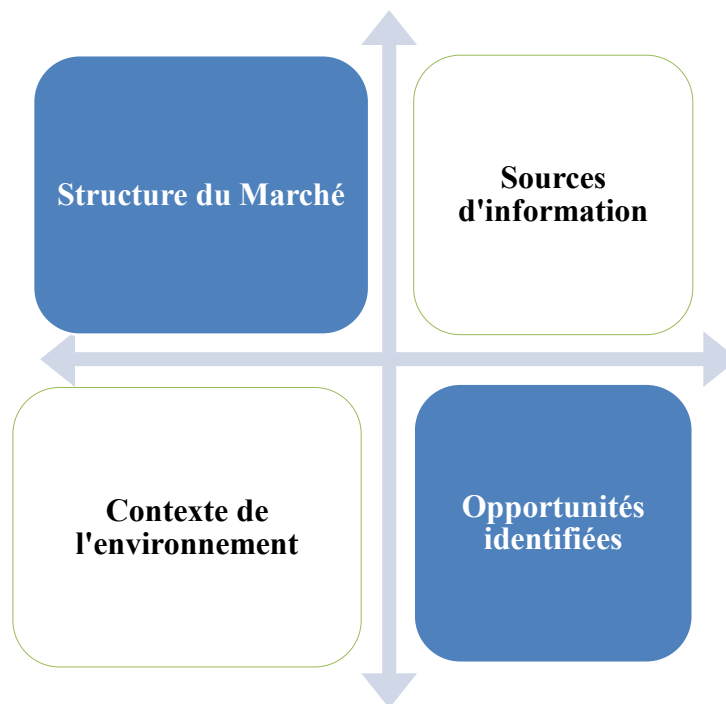 Structure du Marché
Sources
d'information
Contexte de
l'environnement
Opportunités
identifiées